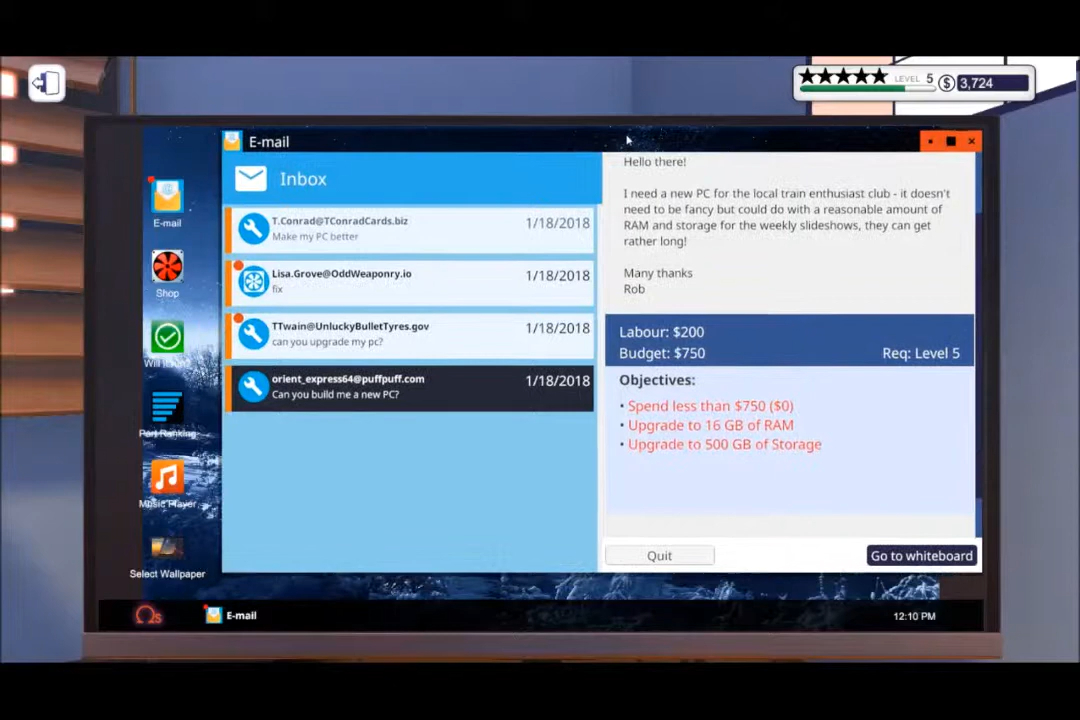 ★★★★★ LEVEL 5 $ 3,724
E-mail
Inbox
T.Conrad@TConradCards.biz 1/18/2018
Make my PC better
Lisa.Grove@OddWeaponry.io 1/18/2018
fix
TTwain@UnluckyBulletTyres.gov 1/18/2018
can you upgrade my pc?
orient_express64@puffpuff.com 1/18/2018
Can you build me a new PC?
Hello there!
I need a new PC for the local train enthusiast club - it doesn't
need to be fancy but could do with a reasonable amount of
RAM and storage for the weekly slideshows, they can get
rather long!
Many thanks
Rob
Labour: $200
Budget: $750 Req: Level 5
Objectives:
• Spend less than $750 ($0)
• Upgrade to 16 GB of RAM
• Upgrade to 500 GB of Storage
Quit Go to whiteboard
E-mail
Shop
Will
Part Ranking
Music Player
Select Wallpaper
Ωs E-mail 12:10 PM